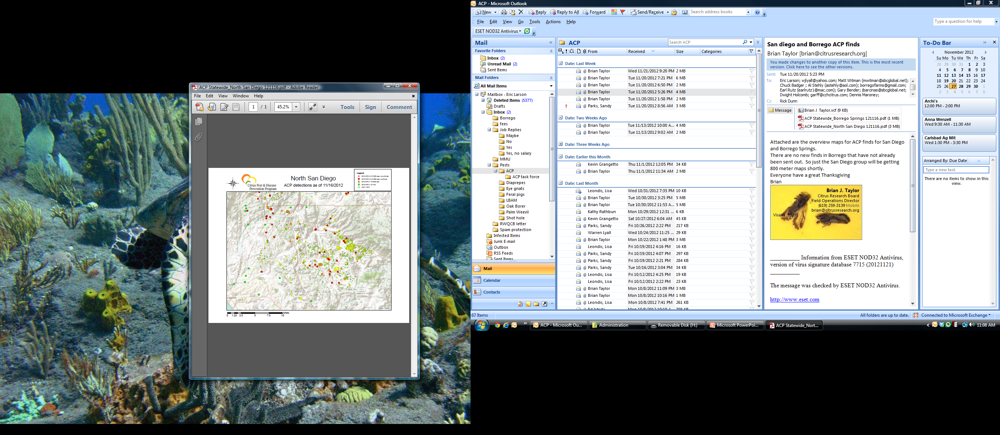 ACP Statewide_North San Diego 121116.pdf - Adobe Reader
File Edit View Window Help
1 / 1 45.2% Tools Sign Comment
Legend
North San Diego
ACP detections as of 11/16/2012
Citrus Pest & Disease
Prevention Program
Miles
0 1.25 2.5 5 7.5 10
ACP - Microsoft Outlook
New Reply Reply to All Forward Send/Receive Search address books
File Edit View Go Tools Actions Help
Type a question for help
ESET NOD32 Antivirus
Mail
Favorite Folders
Inbox (2)
Unread Mail (2)
Sent Items
Mail Folders
All Mail Items
Mailbox - Eric Larson
Deleted Items (5377)
Drafts
Inbox (2)
Borrego
fees
Job Replies
Maybe
No
Yes
Yes, no salary
MMU
Pests
ACP
ACP task force
Diaprepes
Eye gnats
Feral pigs
LBAM
Oak Borer
Palm Weevil
Shot hole
RWQCB letter
Spam protection
Infected Items
Junk E-mail
Outbox
RSS Feeds
Sent Items
Mail
Calendar
Contacts
67 Items
ACP Search ACP
From Received Size Categories
Date: Last Week
Brian Taylor Wed 11/21/2012 9:20 PM 2 MB
Brian Taylor Tue 11/20/2012 7:21 PM 6 MB
Brian Taylor Tue 11/20/2012 6:50 PM 2 MB
Brian Taylor Tue 11/20/2012 5:26 PM 4 MB
Brian Taylor Tue 11/20/2012 1:58 PM 2 MB
Parks, Sandy Tue 11/20/2012 8:56 AM 3 MB
Date: Two Weeks Ago
Brian Taylor Tue 11/13/2012 10:00 A... 4 MB
Brian Taylor Tue 11/13/2012 9:02 AM 2 MB
Date: Three Weeks Ago
Date: Earlier this Month
Kevin Grangetto Thu 11/1/2012 12:05 PM 34 KB
Brian Taylor Thu 11/1/2012 11:34 AM 2 MB
Date: Last Month
Leondis, Lisa Wed 10/31/2012 7:35 PM 10 KB
Brian Taylor Tue 10/30/2012 3:25 PM 5 MB
Brian Taylor Tue 10/30/2012 11:53 A... 5 MB
Kathy Rathbun Mon 10/29/2012 12:31 ... 6 KB
Kevin Grangetto Sat 10/27/2012 6:04 AM 45 KB
Parks, Sandy Fri 10/26/2012 2:22 PM 217 KB
Warren Lyall Wed 10/24/2012 11:25 ... 29 KB
Brian Taylor Mon 10/22/2012 1:48 PM 3 MB
Leondis, Lisa Fri 10/19/2012 4:16 PM 16 KB
Parks, Sandy Fri 10/19/2012 4:07 PM 297 KB
Parks, Sandy Fri 10/19/2012 2:21 PM 284 KB
Parks, Sandy Tue 10/16/2012 3:04 PM 34 KB
Leondis, Lisa Fri 10/12/2012 4:25 PM 19 KB
Leondis, Lisa Fri 10/12/2012 2:22 PM 23 KB
Brian Taylor Mon 10/8/2012 11:09 PM 3 MB
Brian Taylor Mon 10/8/2012 10:16 PM 1 MB
Leondis, Lisa Mon 10/8/2012 7:41 PM 261 KB
Ed Ishida Mon 10/8/2012 10:19 A... 798 KB
San diego and Borrego ACP finds
Brian Taylor [brian@citrusresearch.org]
You made changes to another copy of this item. This is the most recent
version. Click here to see the other versions.
Sent: Tue 11/20/2012 5:23 PM
To: Eric Larson; wjlyall@yahoo.com; Matt Witman (mwitman@sbcglobal.net);
Chuck Badger ; Al Stehly (astehly@aol.com); borregofarms@gmail.com;
Earl Rutz (earlrutz1@mac.com); Gary Bender; jbarcinas@sbcglobal.net;
Dwight Holcomb; garff@cchcitrus.com; Dennis Maroney;
Cc: Rick Dunn
Message Brian J Taylor.vcf (9 KB)
ACP Statewide_Borrego Springs 121116.pdf (1 MB)
ACP Statewide_North San Diego 121116.pdf (3 MB)
Attached are the overview maps for ACP finds for San Diego
and Borrego Springs.
There are no new finds in Borrego that have not already
been sent out. So just the San Diego group will be getting
800 meter maps shortly.
Everyone have a great Thanksgiving
Brian
Brian J. Taylor
Citrus Research Board
Field Operations Director
(619) 259-3139 Mobile
brian@citrusresearch.org
Visalia 93291
__________ Information from ESET NOD32 Antivirus,
version of virus signature database 7715 (20121121)
__________
The message was checked by ESET NOD32 Antivirus.
http://www.eset.com
To-Do Bar
November 2012
Su Mo Tu We Th Fr Sa
28 29 30 31 1 2 3
4 5 6 7 8 9 10
11 12 13 14 15 16 17
18 19 20 21 22 23 24
25 26 27 28 29 30 1
2 3 4 5 6 7 8
Archi's
12:00 PM - 2:00 PM
Anna Wenzell
Wed 9:30 AM - 11:30 AM
Carlsbad Ag Mit
Wed 1:30 PM - 3:30 PM
Arranged By: Due Date
Type a new task
There are no items to show in this
view.
All folders are up to date. Connected to Microsoft Exchange
ACP - Microsoft Ou... Administration Removable Disk (H:) Microsoft PowerPoi... ACP Statewide_Nort... 11:08 AM